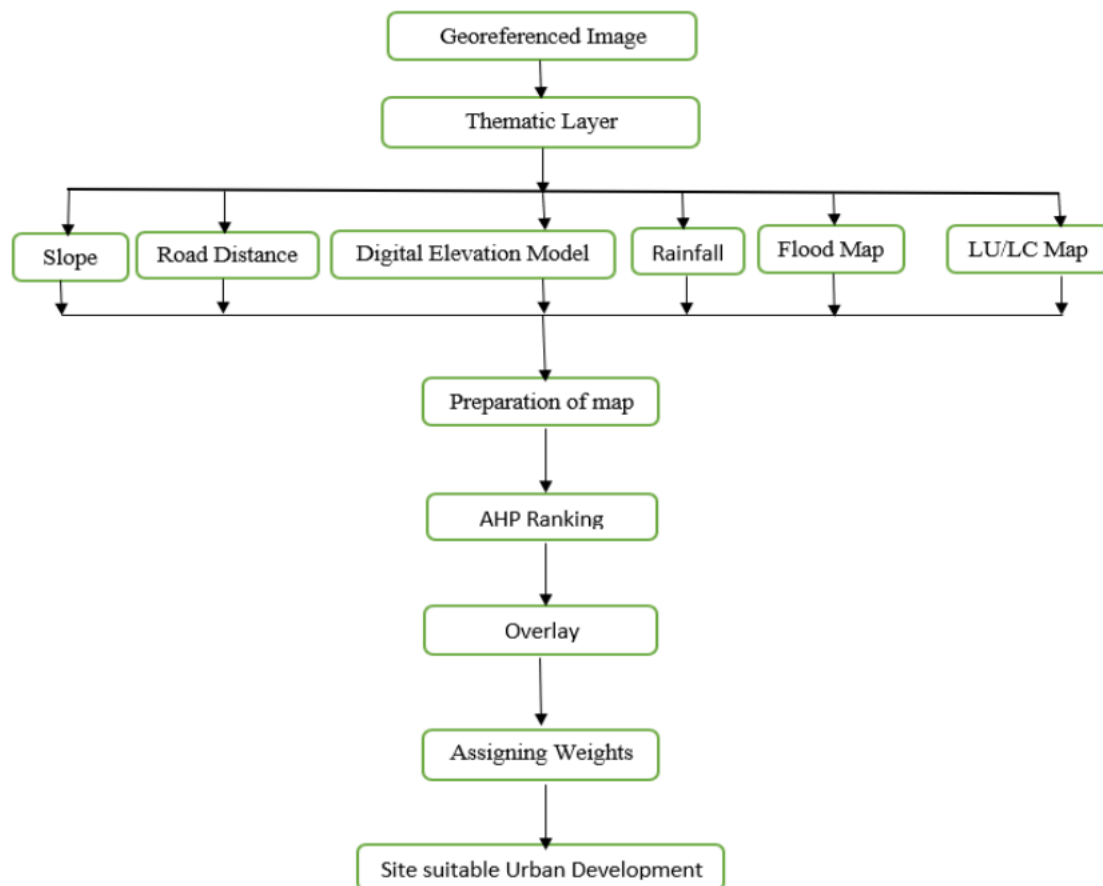 Georeferenced Image
Thematic Layer
Slope
Road Distance
Digital Elevation Model
Rainfall
Flood Map
LU/LC Map
Preparation of map
AHP Ranking
Overlay
Assigning Weights
Site suitable Urban Development